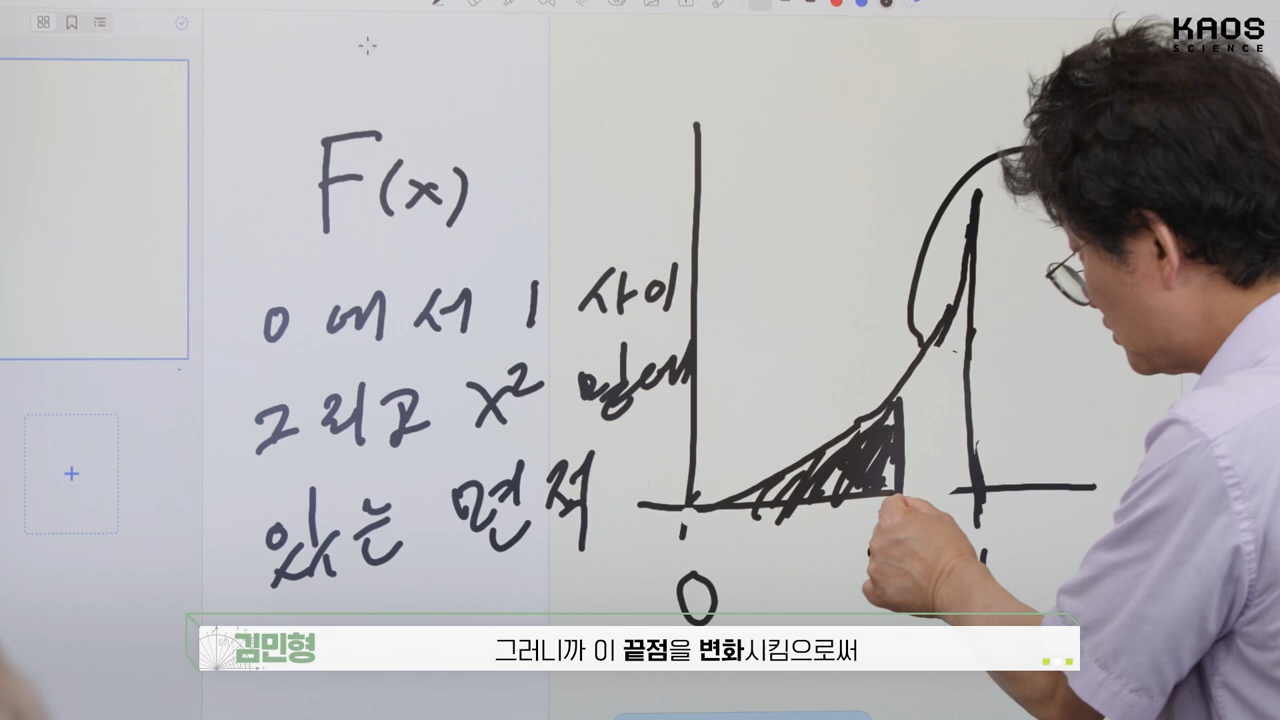 KAOS
SCIENCE
F(x)
0 에서 1 사이
그리고 x² 밑에
있는 면적
0
김민형
그러니까 이 끝점을 변화시킴으로써